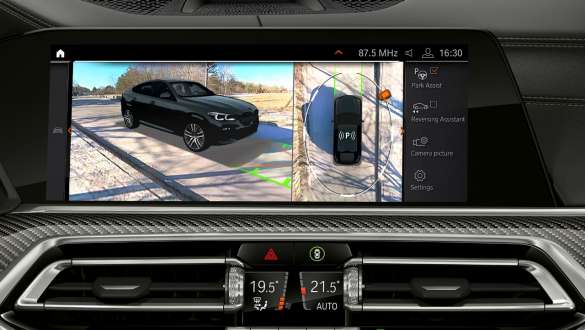 87.5 MHz 16:30
Park Assist
Reversing Assistant
Camera picture
Settings
P
19.5°
21.5°
AUTO